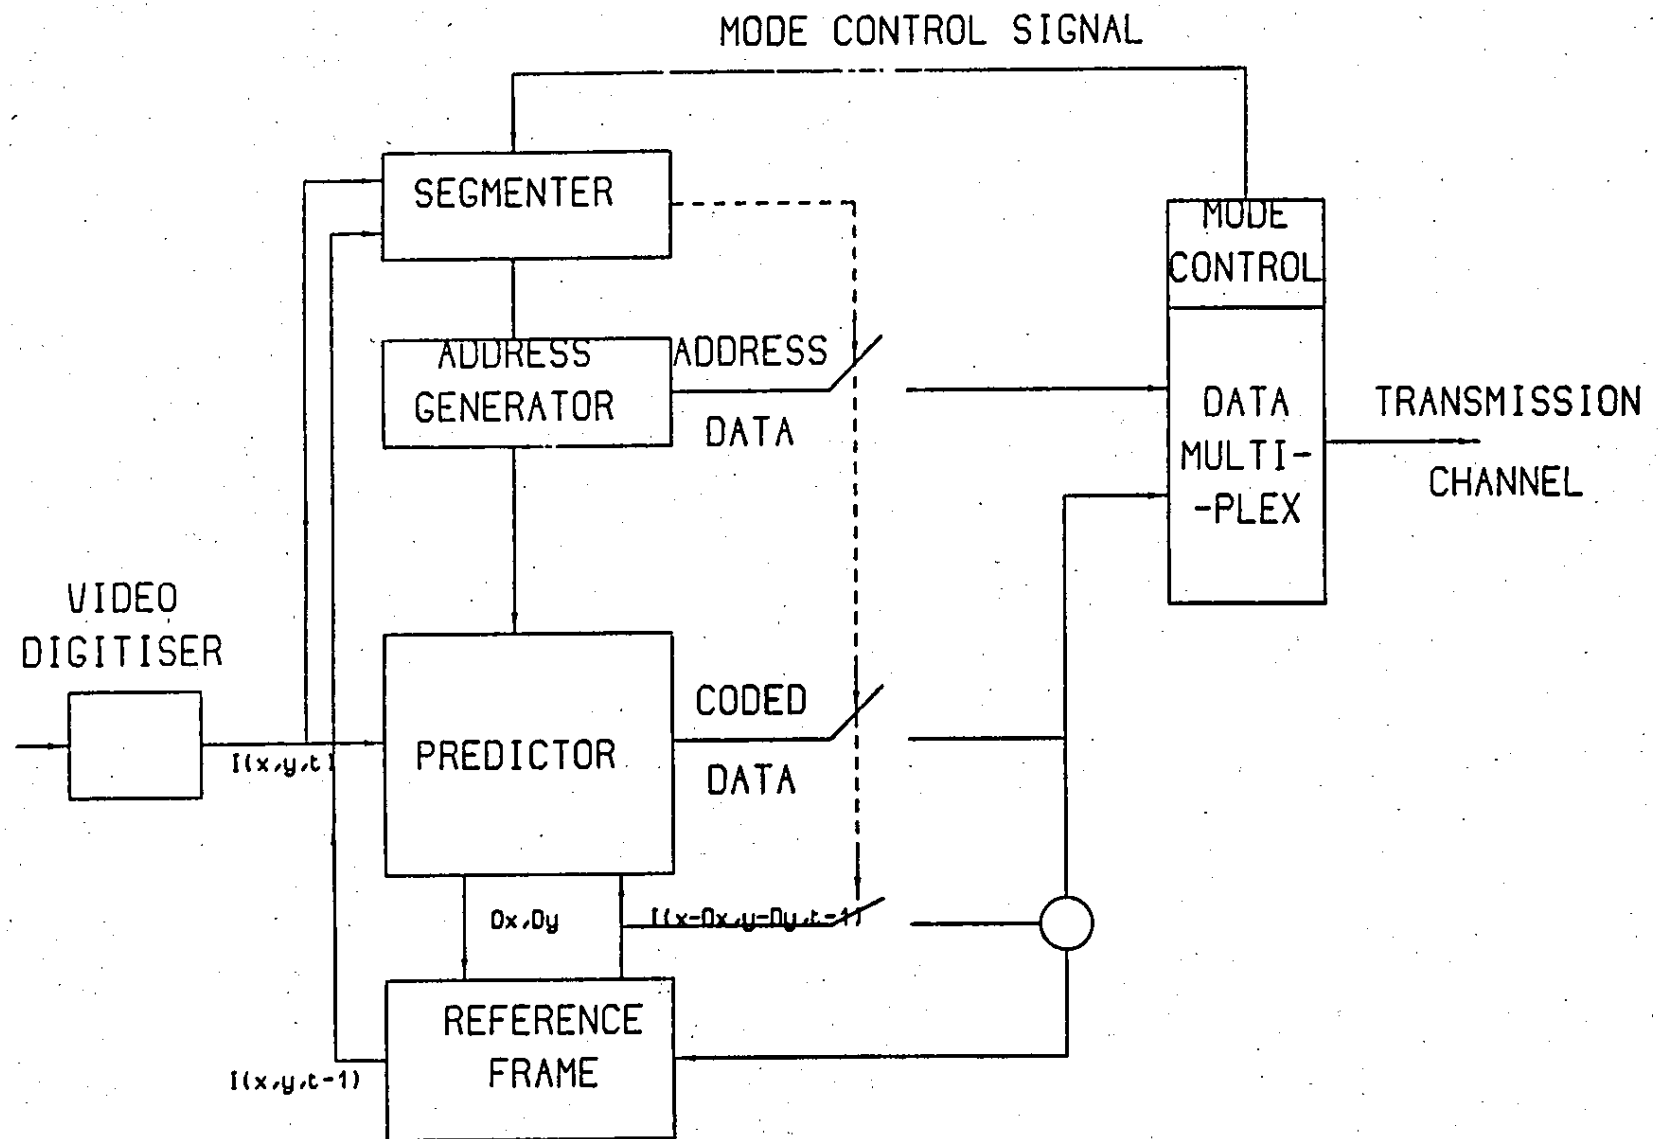 MODE CONTROL SIGNAL
SEGMENTER
MODE
CONTROL
ADDRESS
GENERATOR
ADDRESS
DATA
DATA
MULTI-
-PLEX
TRANSMISSION
CHANNEL
VIDEO
DIGITISER
I(x,y,t)
PREDICTOR
CODED
DATA
Dx,Dy
I(x-Dx,y-Dy,t-1)
REFERENCE
FRAME
I(x,y,t-1)